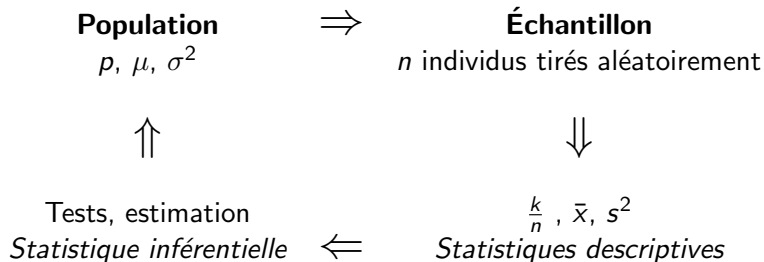 Population ⇒ Échantillon
p, μ, σ² n individus tirés aléatoirement
⇑ ⇓
Tests, estimation k/n , x̄, s²
Statistique inférentielle ⇐ Statistiques descriptives